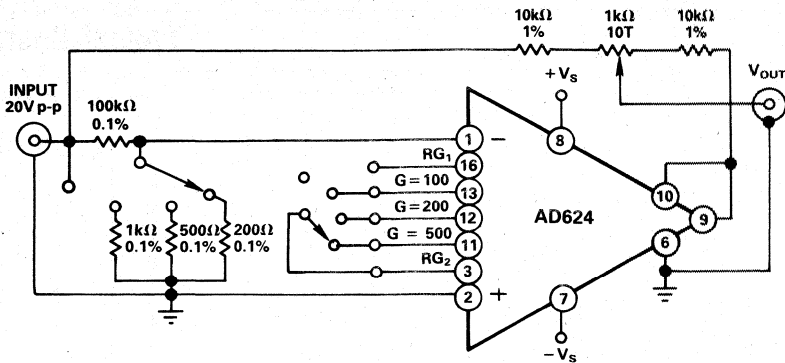 10kΩ
1%
1kΩ
10T
10kΩ
1%
INPUT
20V p-p
100kΩ
0.1%
+VS
VOUT
1
−
8
RG1
16
G=100
13
10
G=200
12
AD624
9
1kΩ
0.1%
500Ω
0.1%
200Ω
0.1%
G = 500
11
6
RG2
3
2
+
7
−VS